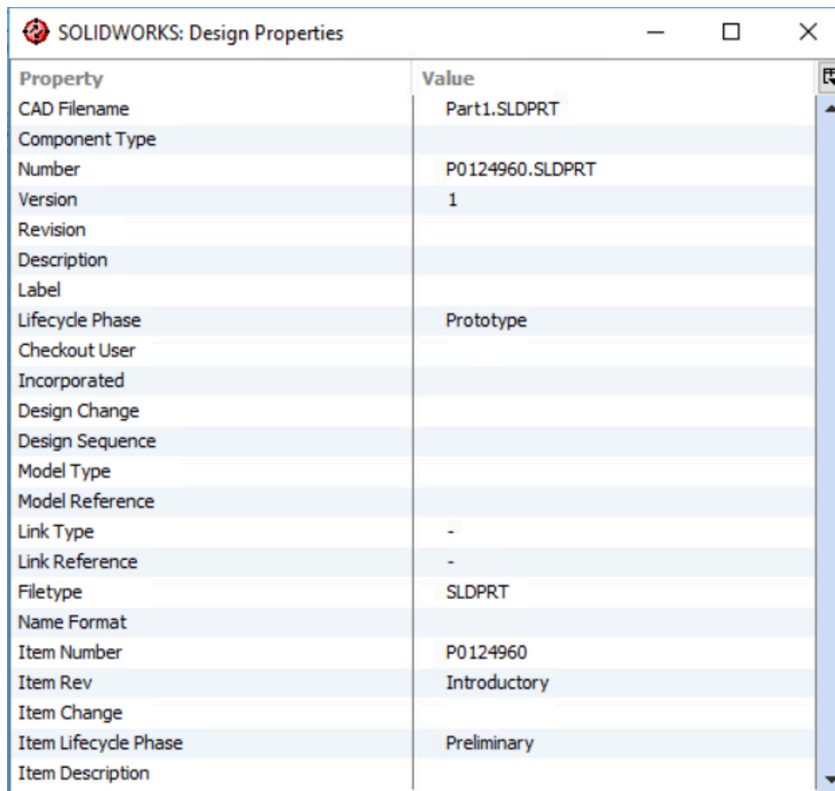 SOLIDWORKS: Design Properties
Property Value
CAD Filename Part1.SLDPRT
Component Type
Number P0124960.SLDPRT
Version 1
Revision
Description
Label
Lifecycle Phase Prototype
Checkout User
Incorporated
Design Change
Design Sequence
Model Type
Model Reference
Link Type -
Link Reference -
Filetype SLDPRT
Name Format
Item Number P0124960
Item Rev Introductory
Item Change
Item Lifecycle Phase Preliminary
Item Description